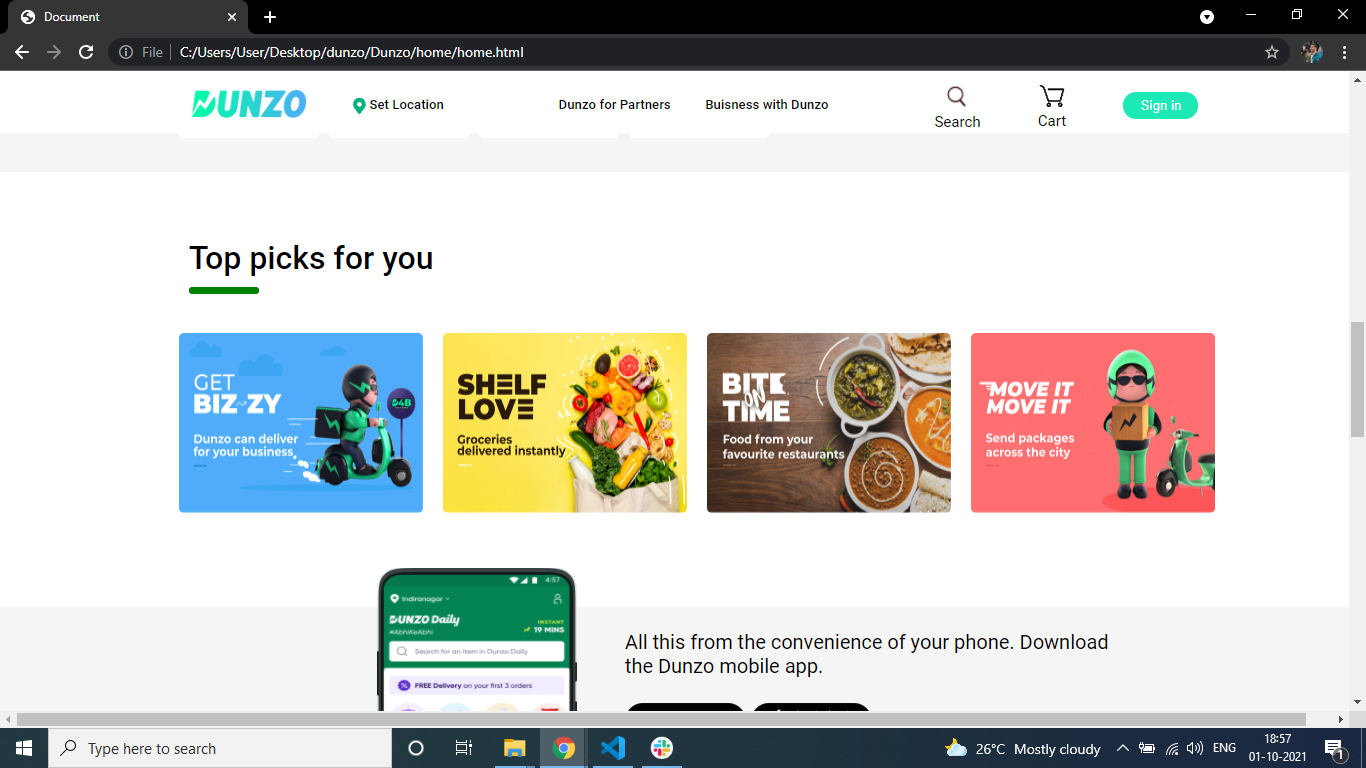 Document
File
C:/Users/User/Desktop/dunzo/Dunzo/home/home.html
DUNZO
Set Location
Dunzo for Partners
Buisness with Dunzo
Search
Cart
Sign in
Top picks for you
GET
BIZ~ZY
Dunzo can deliver
for your business
D4B
SHELF
LOVE
Groceries
delivered instantly
BITE
ON
TIME
Food from your
favourite restaurants
MOVE IT
MOVE IT
Send packages
across the city
4:57
Indiranagar
DUNZO Daily
#AbhiKeAbhi
INSTANT
19 MINS
Search for an item in Dunzo Daily
FREE Delivery on your first 3 orders
All this from the convenience of your phone. Download
the Dunzo mobile app.
Type here to search
26°C Mostly cloudy
ENG
18:57
01-10-2021
1